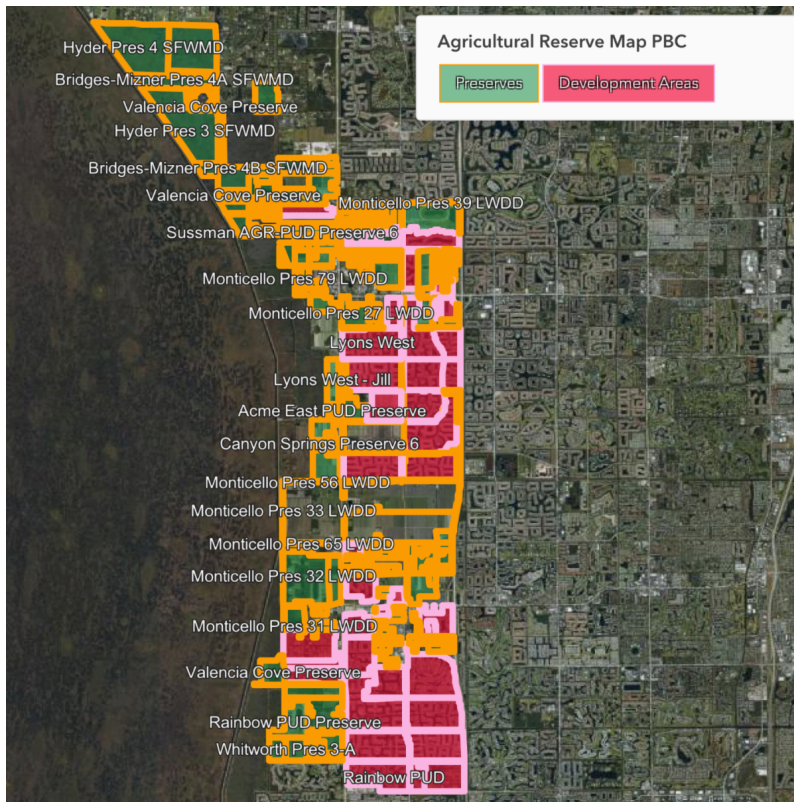 Agricultural Reserve Map PBC
Preserves
Development Areas
Hyder Pres 4 SFWMD
Bridges-Mizner Pres 4A SFWMD
Valencia Cove Preserve
Hyder Pres 3 SFWMD
Bridges-Mizner Pres 4B SFWMD
Valencia Cove Preserve
Monticello Pres 39 LWDD
Sussman AGR-PUD Preserve 6
Monticello Pres 79 LWDD
Monticello Pres 27 LWDD
Lyons West
Lyons West - Jill
Acme East PUD Preserve
Canyon Springs Preserve 6
Monticello Pres 56 LWDD
Monticello Pres 33 LWDD
Monticello Pres 65 LWDD
Monticello Pres 32 LWDD
Monticello Pres 31 LWDD
Valencia Cove Preserve
Rainbow PUD Preserve
Whitworth Pres 3-A
Rainbow PUD